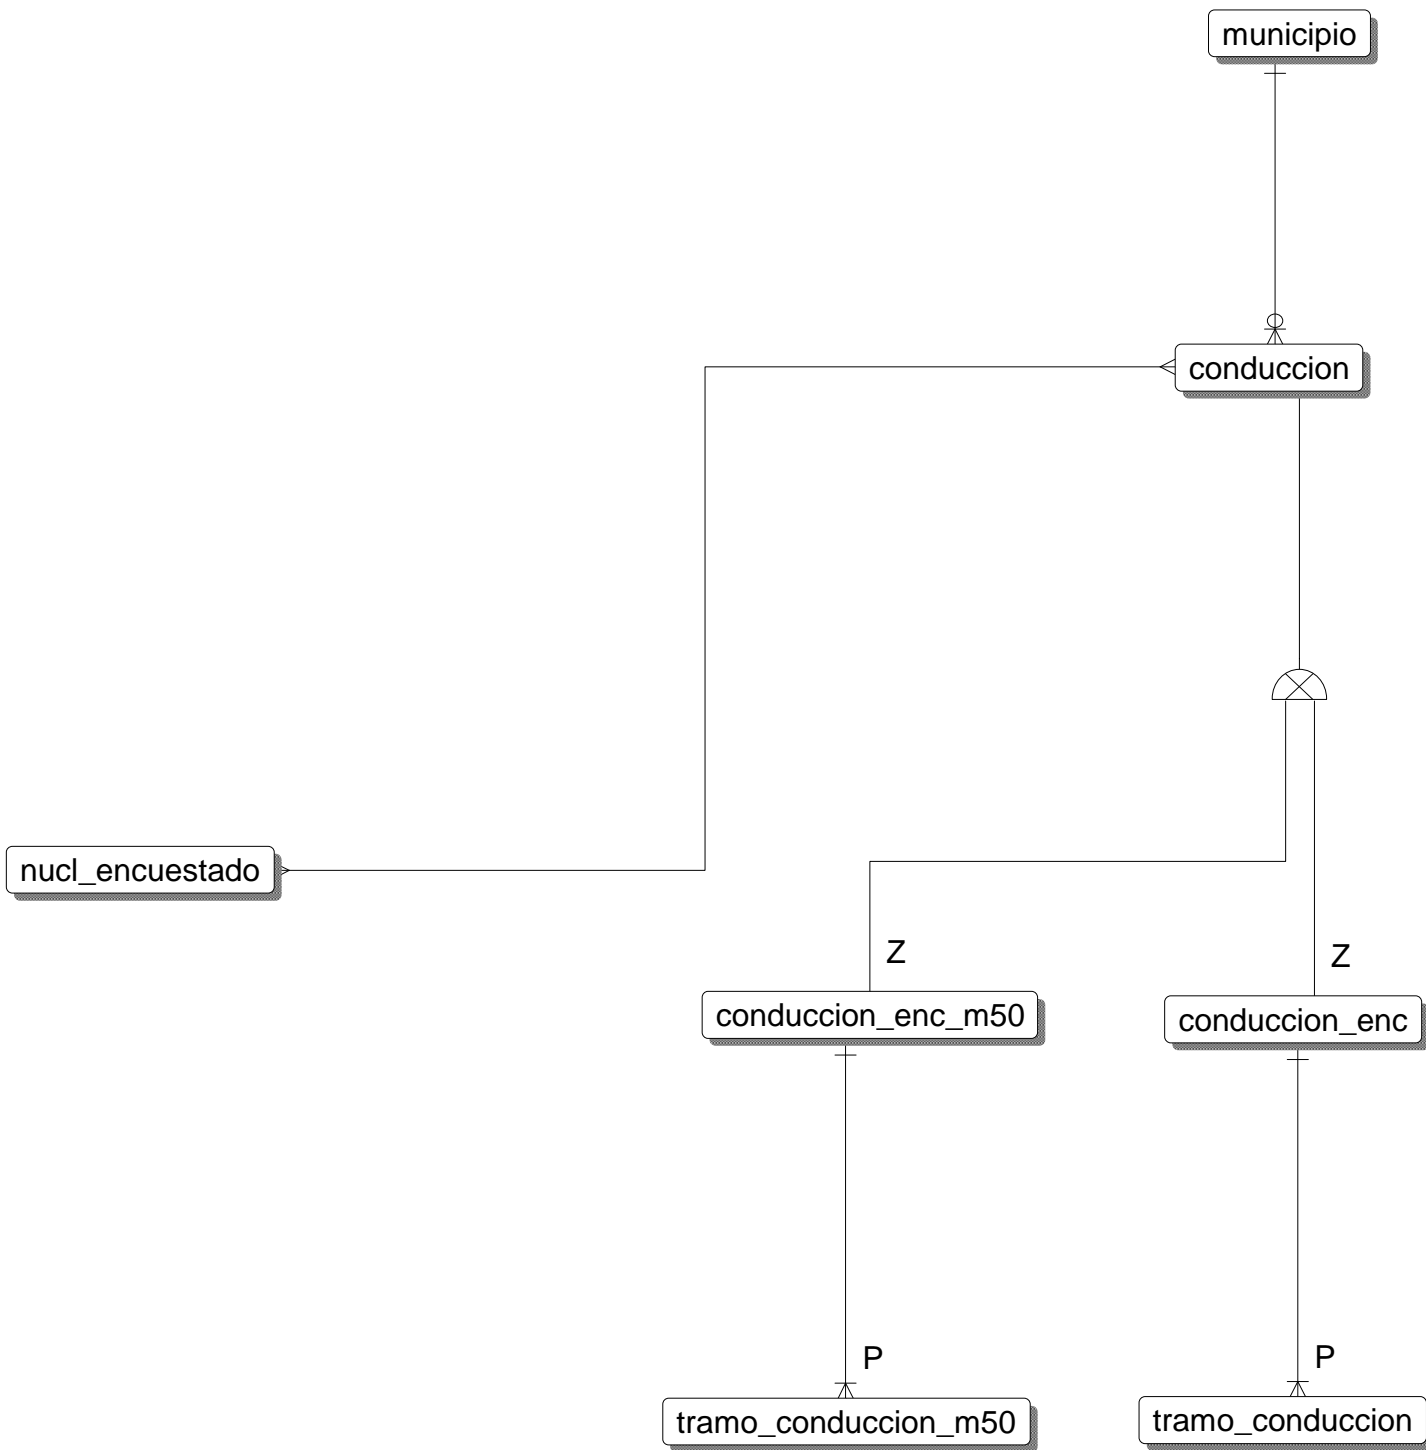 municipio
conduccion
nucl_encuestado
Z
Z
conduccion_enc_m50
conduccion_enc
P
P
tramo_conduccion_m50
tramo_conduccion